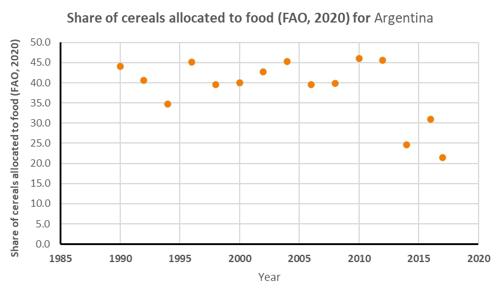 Share of cereals allocated to food (FAO, 2020) for Argentina
Share of cereals allocated to food (FAO, 2020)
50.0
45.0
40.0
35.0
30.0
25.0
20.0
15.0
10.0
5.0
0.0
1985 1990 1995 2000 2005 2010 2015 2020
Year